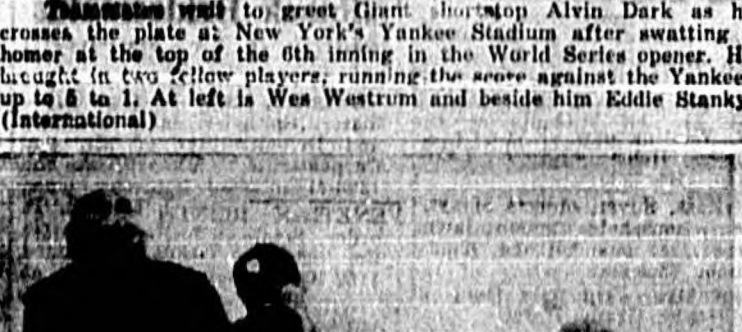 Teammates wait to greet Giant shortstop Alvin Dark as h
crosses the plate at New York's Yankee Stadium after swatting
homer at the top of the 6th inning in the World Series opener. H
brought in two fellow players, running the score against the Yankee
up to 5 to 1. At left is Wes Westrum and beside him Eddie Stanky
(International)